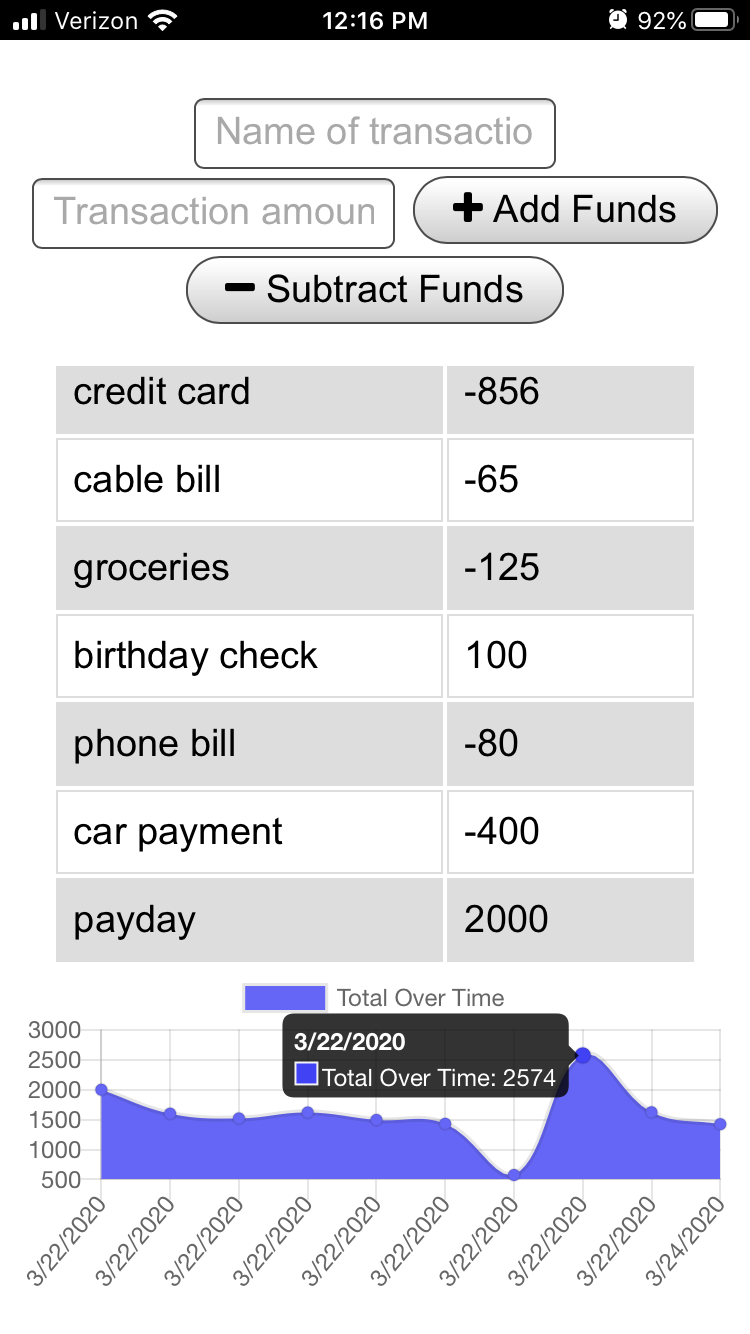 Verizon 12:16 PM 92%
Name of transactio
Transaction amoun + Add Funds
− Subtract Funds
credit card -856
cable bill -65
groceries -125
birthday check 100
phone bill -80
car payment -400
payday 2000
Total Over Time
3/22/2020
Total Over Time: 2574
3000
2500
2000
1500
1000
500
3/22/2020 3/22/2020 3/22/2020 3/22/2020 3/22/2020 3/22/2020 3/22/2020 3/22/2020 3/22/2020 3/24/2020